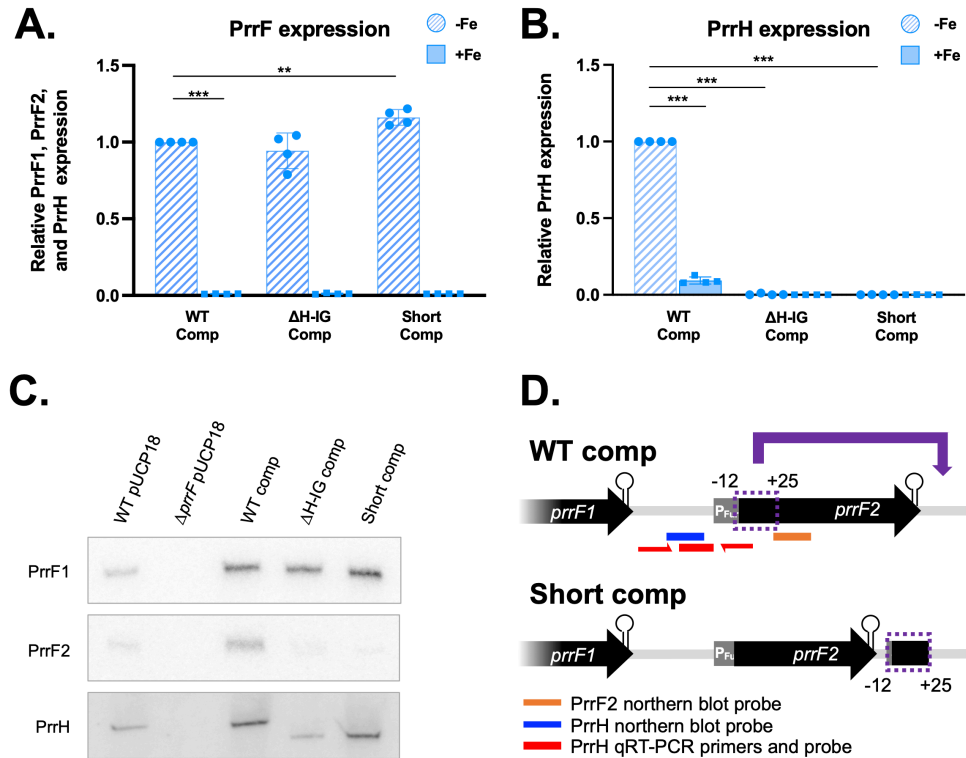 A.
PrrF expression
-Fe
+Fe
Relative PrrF1, PrrF2,
and PrrH expression
1.5
1.0
0.5
0.0
**
***
WT
Comp
ΔH-IG
Comp
Short
Comp
B.
PrrH expression
-Fe
+Fe
Relative PrrH expression
1.5
1.0
0.5
0.0
***
***
***
WT
Comp
ΔH-IG
Comp
Short
Comp
C.
WT pUCP18
ΔprrF pUCP18
WT comp
ΔH-IG comp
Short comp
PrrF1
PrrF2
PrrH
D.
WT comp
-12 +25
prrF1 PFu prrF2
Short comp
prrF1 PFu prrF2
-12 +25
PrrF2 northern blot probe
PrrH northern blot probe
PrrH qRT-PCR primers and probe